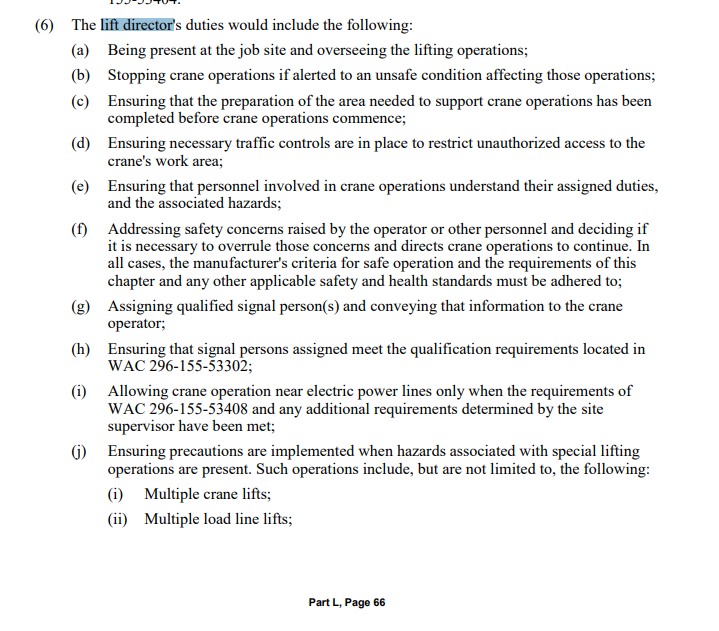 (6) The lift director's duties would include the following:
(a) Being present at the job site and overseeing the lifting operations;
(b) Stopping crane operations if alerted to an unsafe condition affecting those operations;
(c) Ensuring that the preparation of the area needed to support crane operations has been
completed before crane operations commence;
(d) Ensuring necessary traffic controls are in place to restrict unauthorized access to the
crane's work area;
(e) Ensuring that personnel involved in crane operations understand their assigned duties,
and the associated hazards;
(f) Addressing safety concerns raised by the operator or other personnel and deciding if
it is necessary to overrule those concerns and directs crane operations to continue. In
all cases, the manufacturer's criteria for safe operation and the requirements of this
chapter and any other applicable safety and health standards must be adhered to;
(g) Assigning qualified signal person(s) and conveying that information to the crane
operator;
(h) Ensuring that signal persons assigned meet the qualification requirements located in
WAC 296-155-53302;
(i) Allowing crane operation near electric power lines only when the requirements of
WAC 296-155-53408 and any additional requirements determined by the site
supervisor have been met;
(j) Ensuring precautions are implemented when hazards associated with special lifting
operations are present. Such operations include, but are not limited to, the following:
(i) Multiple crane lifts;
(ii) Multiple load line lifts;
Part L, Page 66